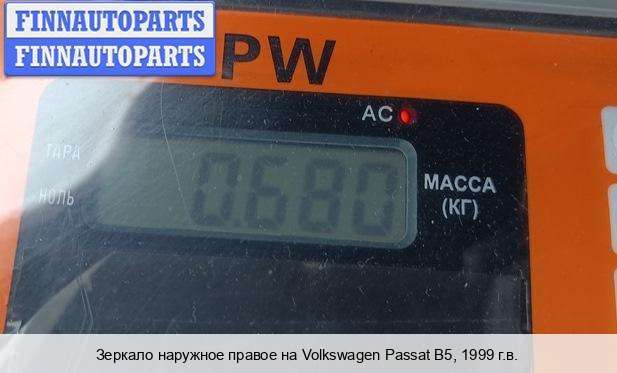 FINNAUTOPARTS
FINNAUTOPARTS
PW
AC
ТАРА
0.680
МАССА
(КГ)
НОЛЬ
Зеркало наружное правое на Volkswagen Passat B5, 1999 г.в.